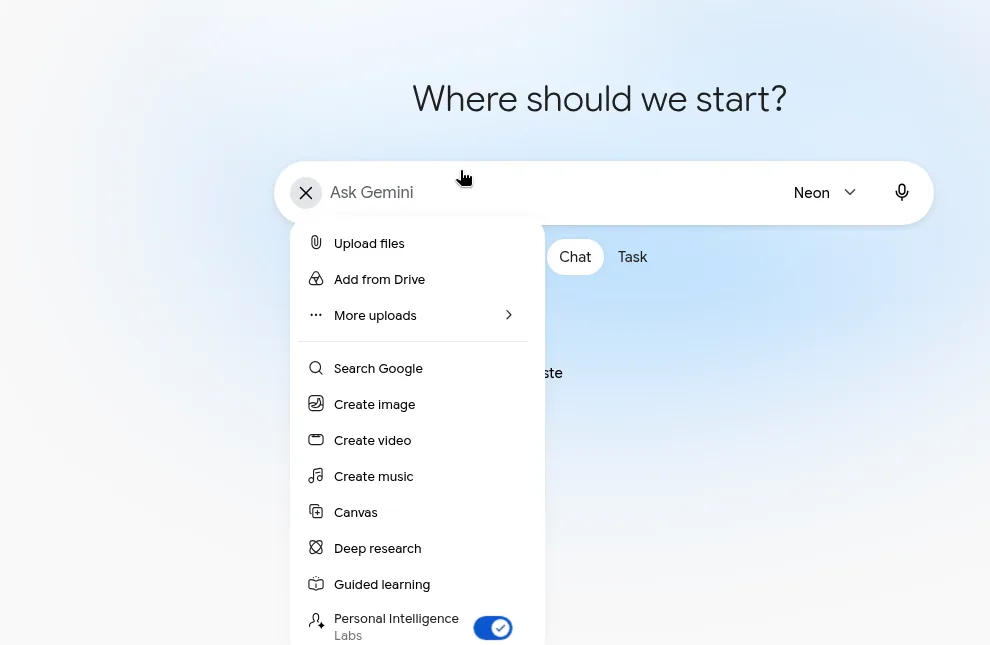 Where should we start?
Ask Gemini
Neon
Upload files
Chat
Task
Add from Drive
More uploads
Search Google
ste
Create image
Create video
Create music
Canvas
Deep research
Guided learning
Personal Intelligence
Labs